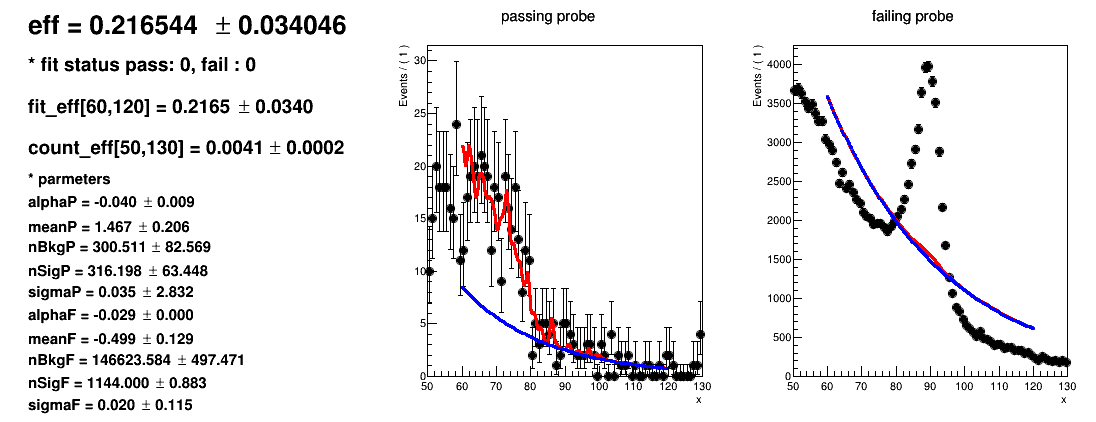 eff = 0.216544 ± 0.034046
* fit status pass: 0, fail : 0
fit_eff[60,120] = 0.2165 ± 0.0340
count_eff[50,130] = 0.0041 ± 0.0002
* parmeters
alphaP = -0.040 ± 0.009
meanP = 1.467 ± 0.206
nBkgP = 300.511 ± 82.569
nSigP = 316.198 ± 63.448
sigmaP = 0.035 ± 2.832
alphaF = -0.029 ± 0.000
meanF = -0.499 ± 0.129
nBkgF = 146623.584 ± 497.471
nSigF = 1144.000 ± 0.883
sigmaF = 0.020 ± 0.115
passing probe
Events / ( 1 )
30
25
20
15
10
5
0
50 60 70 80 90 100 110 120 130
x
failing probe
Events / ( 1 )
4000
3500
3000
2500
2000
1500
1000
500
0
50 60 70 80 90 100 110 120 130
x